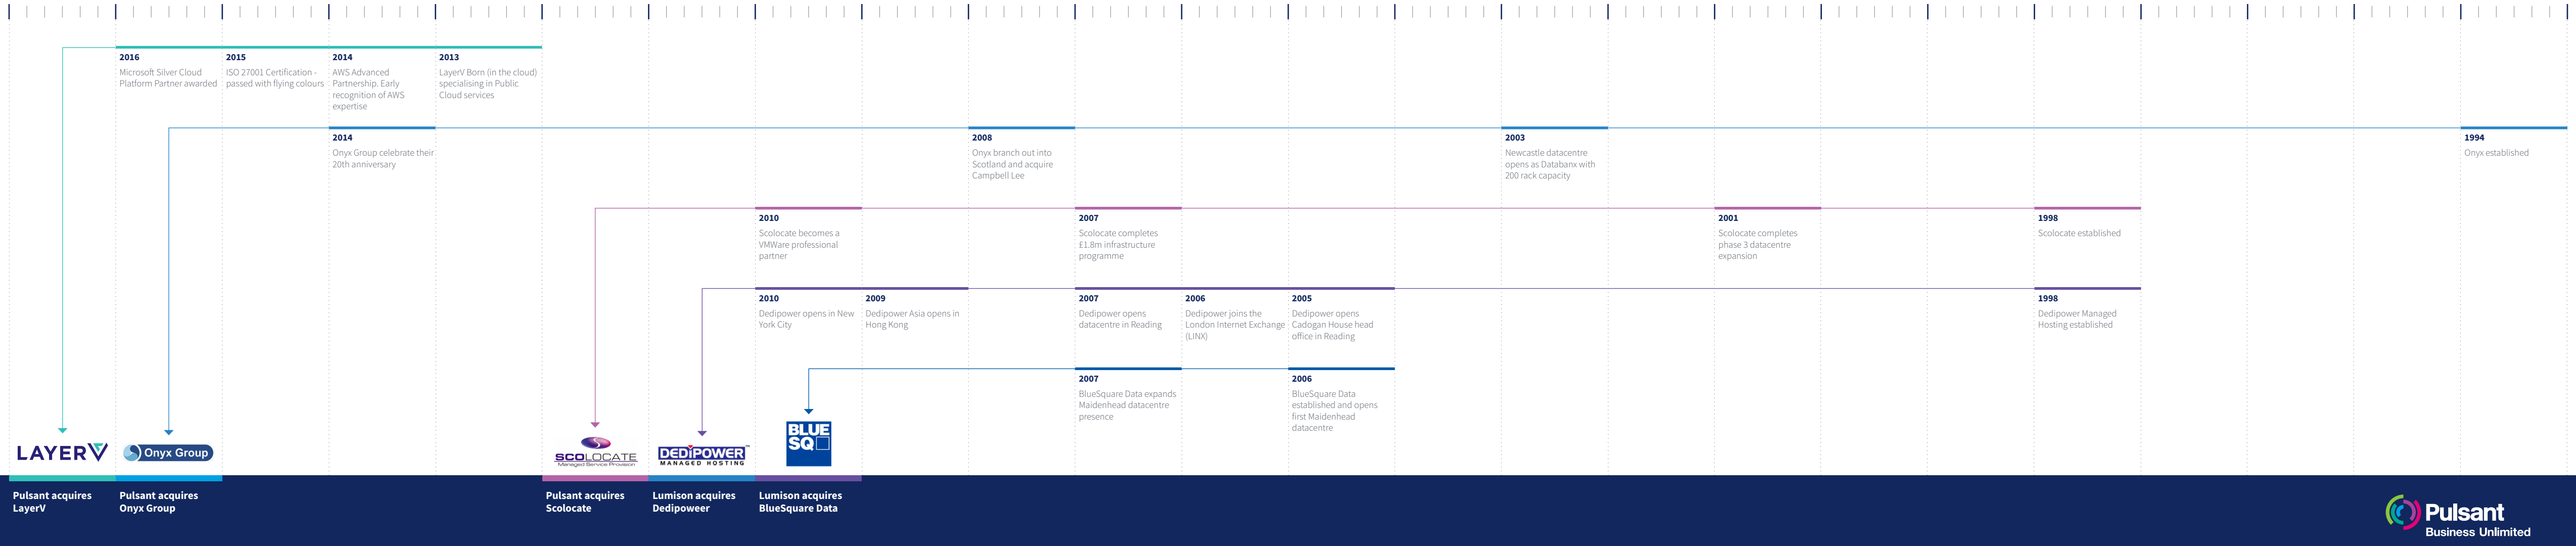 2016
Microsoft Silver Cloud
Platform Partner awarded
2015
ISO 27001 Certification -
passed with flying colours
2014
AWS Advanced
Partnership. Early
recognition of AWS
expertise
2013
LayerV Born (in the cloud)
specialising in Public
Cloud services
2014
Onyx Group celebrate their
20th anniversary
2008
Onyx branch out into
Scotland and acquire
Campbell Lee
2003
Newcastle datacentre
opens as Databanx with
200 rack capacity
1994
Onyx established
2010
Scolocate becomes a
VMWare professional
partner
2007
Scolocate completes
£1.8m infrastructure
programme
2001
Scolocate completes
phase 3 datacentre
expansion
1998
Scolocate established
2010
Dedipower opens in New
York City
2009
Dedipower Asia opens in
Hong Kong
2007
Dedipower opens
datacentre in Reading
2006
Dedipower joins the
London Internet Exchange
(LINX)
2005
Dedipower opens
Cadogan House head
office in Reading
1998
Dedipower Managed
Hosting established
2007
BlueSquare Data expands
Maidenhead datacentre
presence
2006
BlueSquare Data
established and opens
first Maidenhead
datacentre
LAYERV
Onyx Group
SCOLOCATE
Managed Service Provision
DEDIPOWER™
MANAGED HOSTING
BLUE
SQ
Pulsant acquires
LayerV
Pulsant acquires
Onyx Group
Pulsant acquires
Scolocate
Lumison acquires
Dedipoweer
Lumison acquires
BlueSquare Data
Pulsant
Business Unlimited